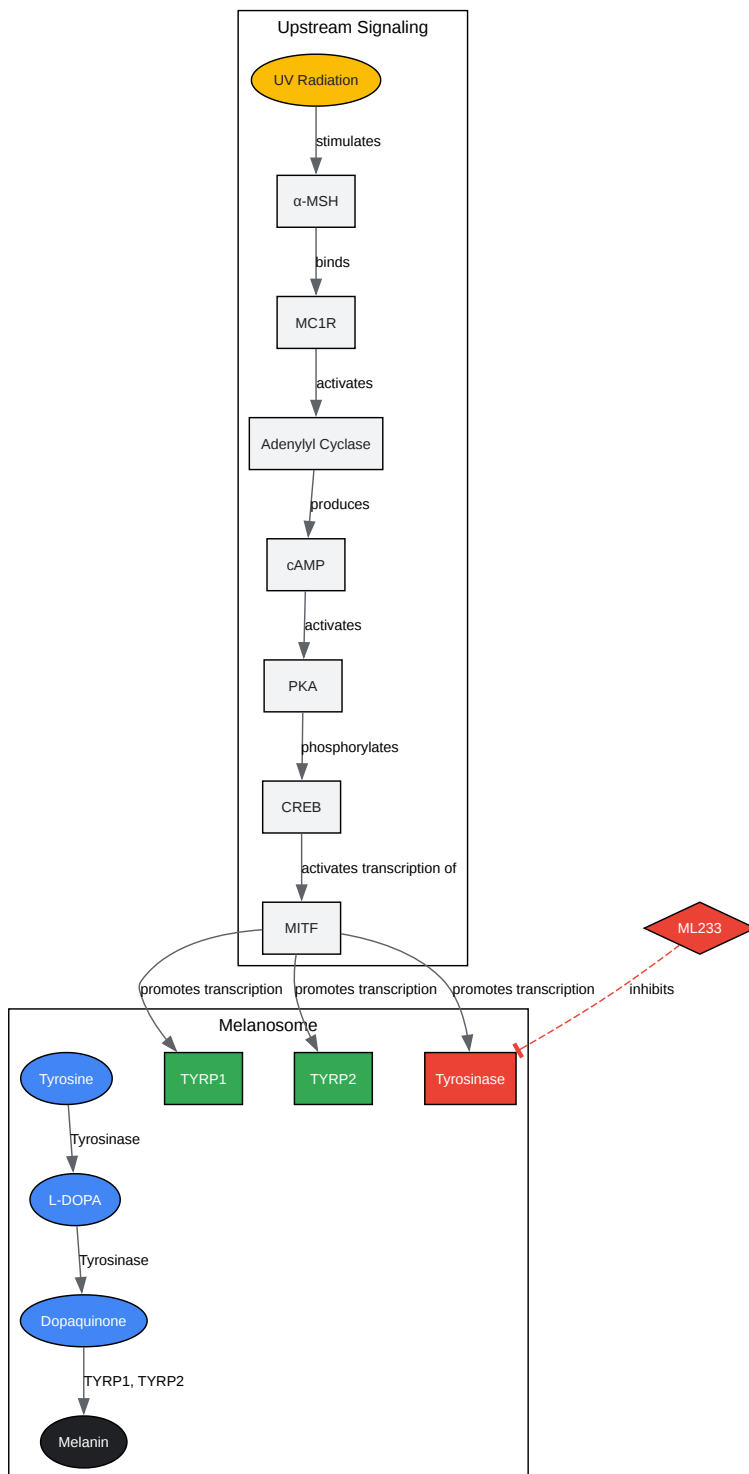 Upstream Signaling
UV Radiation
stimulates
α-MSH
binds
MC1R
activates
Adenylyl Cyclase
produces
cAMP
activates
PKA
phosphorylates
CREB
activates transcription of
MITF
ML233
promotes transcription
promotes transcription
promotes transcription
inhibits
Melanosome
Tyrosine
TYRP1
TYRP2
Tyrosinase
Tyrosinase
L-DOPA
Tyrosinase
Dopaquinone
TYRP1, TYRP2
Melanin